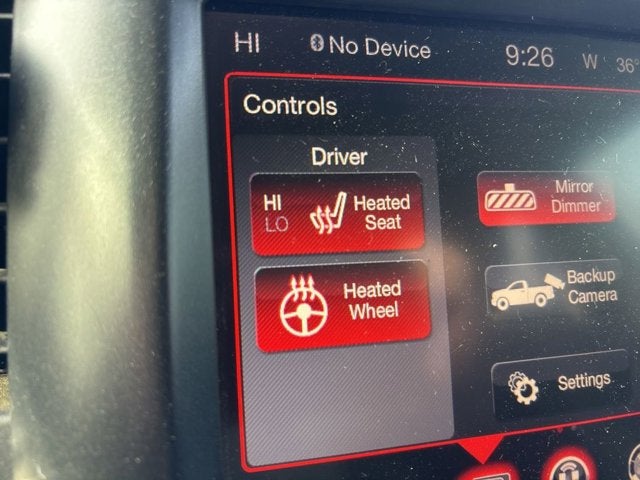 HI
No Device
9:26
W
36°
Controls
Driver
HI
LO
Heated
Seat
Heated
Wheel
Mirror
Dimmer
Backup
Camera
Settings